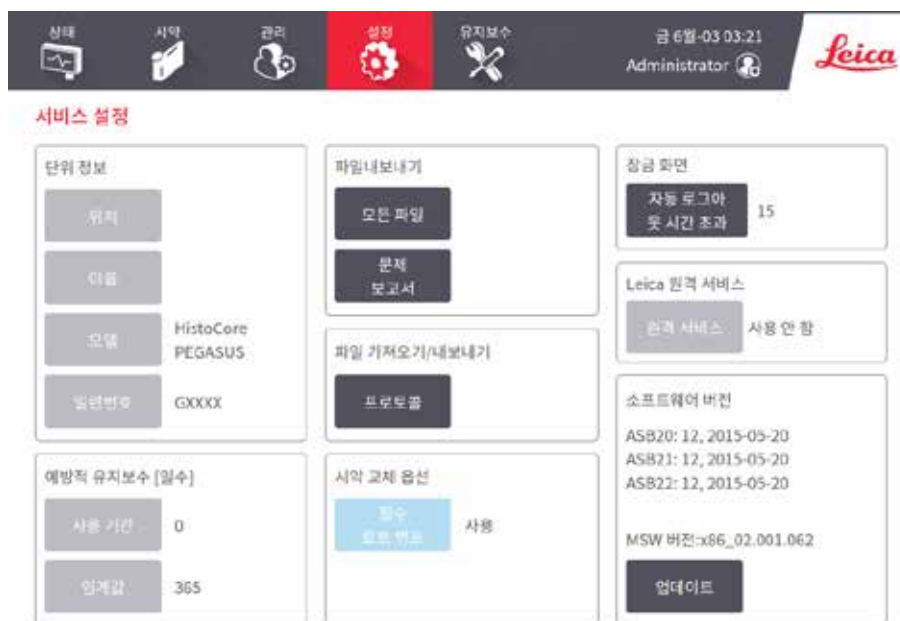 상태
시약
관리
설정
유지보수
금 6월-03 03:21
Administrator
Leica
서비스 설정
단위 정보
위치
이름
모델
HistoCore
PEGASUS
일련번호
GXXXX
예방적 유지보수 [일수]
사용 기간
0
임계값
365
파일내보내기
모든 파일
문제
보고서
파일 가져오기/내보내기
프로토콜
시약 교체 옵션
필수
사용
잠금 화면
자동 로그아
웃 시간 초과
15
Leica 원격 서비스
원격 서비스
사용 안 함
소프트웨어 버전
ASB20: 12, 2015-05-20
ASB21: 12, 2015-05-20
ASB22: 12, 2015-05-20
MSW 버전:x86_02.001.062
업데이트